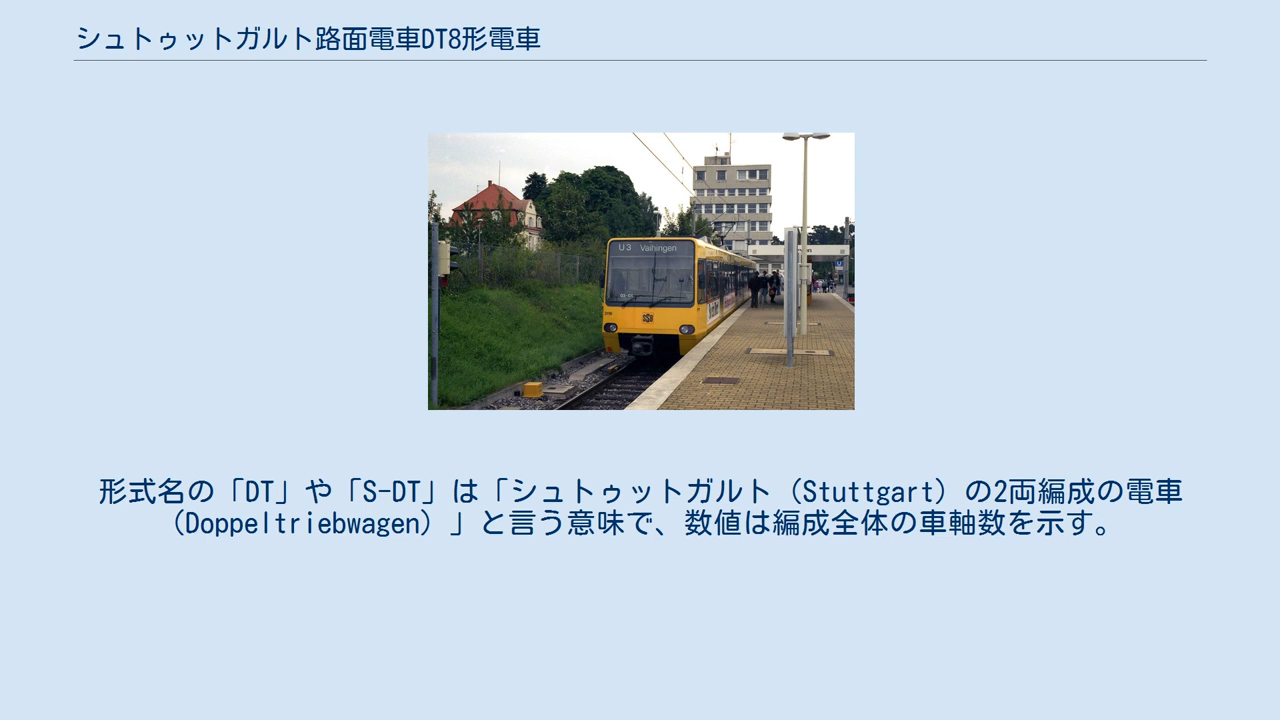 シュトゥットガルト路面電車DT8形電車
U3 Vaihingen
SSB
形式名の「DT」や「S-DT」は「シュトゥットガルト（Stuttgart）の2両編成の電車
（Doppeltriebwagen）」と言う意味で、数値は編成全体の車軸数を示す。